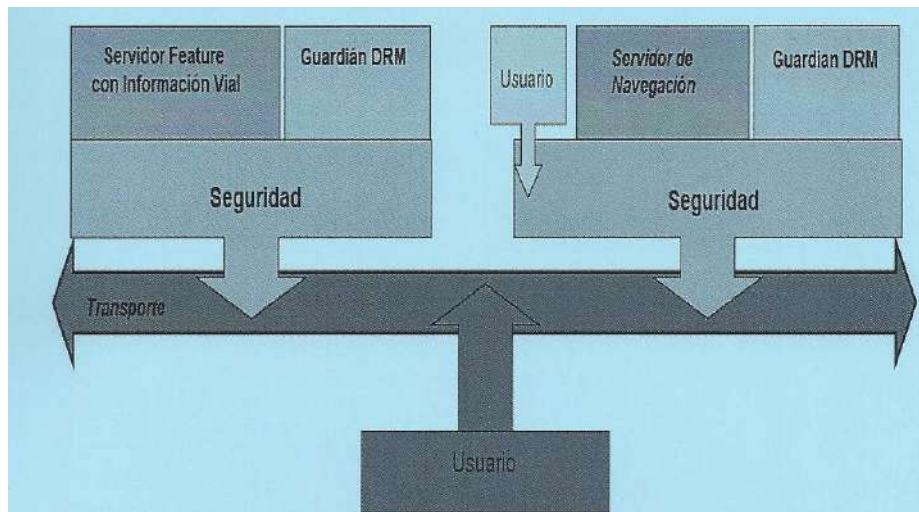 Servidor Feature
con Información Vial
Guardián DRM
Usuario
Servidor de
Navegación
Guardian DRM
Seguridad
Seguridad
Transporte
Usuario